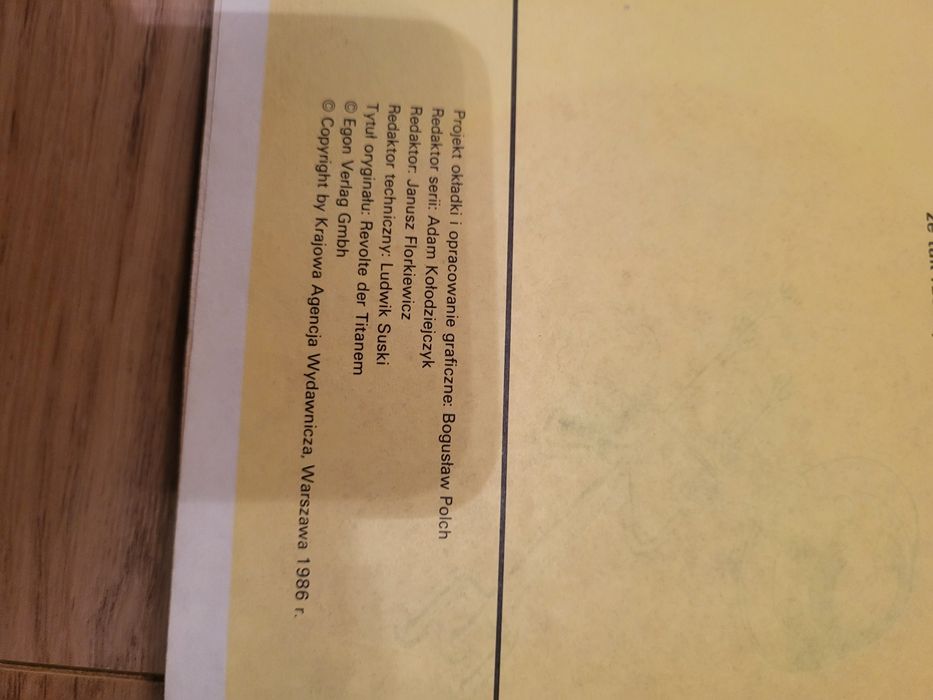 Projekt okładki i opracowanie graficzne: Bogusław Polch
Redaktor serii: Adam Kołodziejczyk
Redaktor: Janusz Florkiewicz
Redaktor techniczny: Ludwik Suski
Tytuł oryginału: Revolte der Titanem
© Egon Verlag Gmbh
© Copyright by Krajowa Agencja Wydawnicza, Warszawa 1986 r.